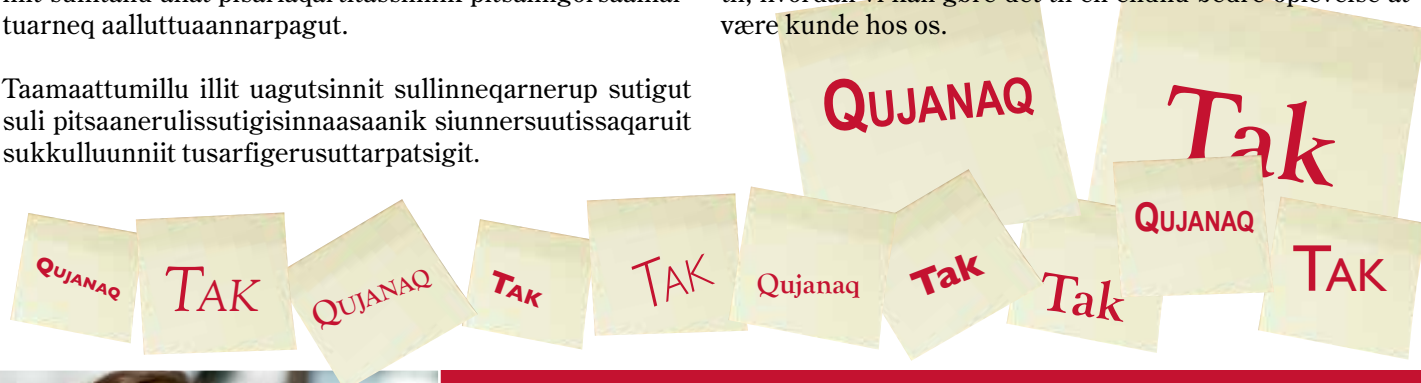 tuarneq aalluttuaannarpagut.
Taamaattumillu illit uagutsinnit sullinneqarnerup sutigut
suli pitsaanerulissutigisinnaasaanik siunnersuutissaqaruit
sukkulluunniit tusarfigerusuttarpatsigit.
være kunde hos os.
QUJANAQ
Tak
QUJANAQ
QUJANAQ
TAK
QUJANAQ
TAK
TAK
Qujanaq
Tak
Tak
TAK